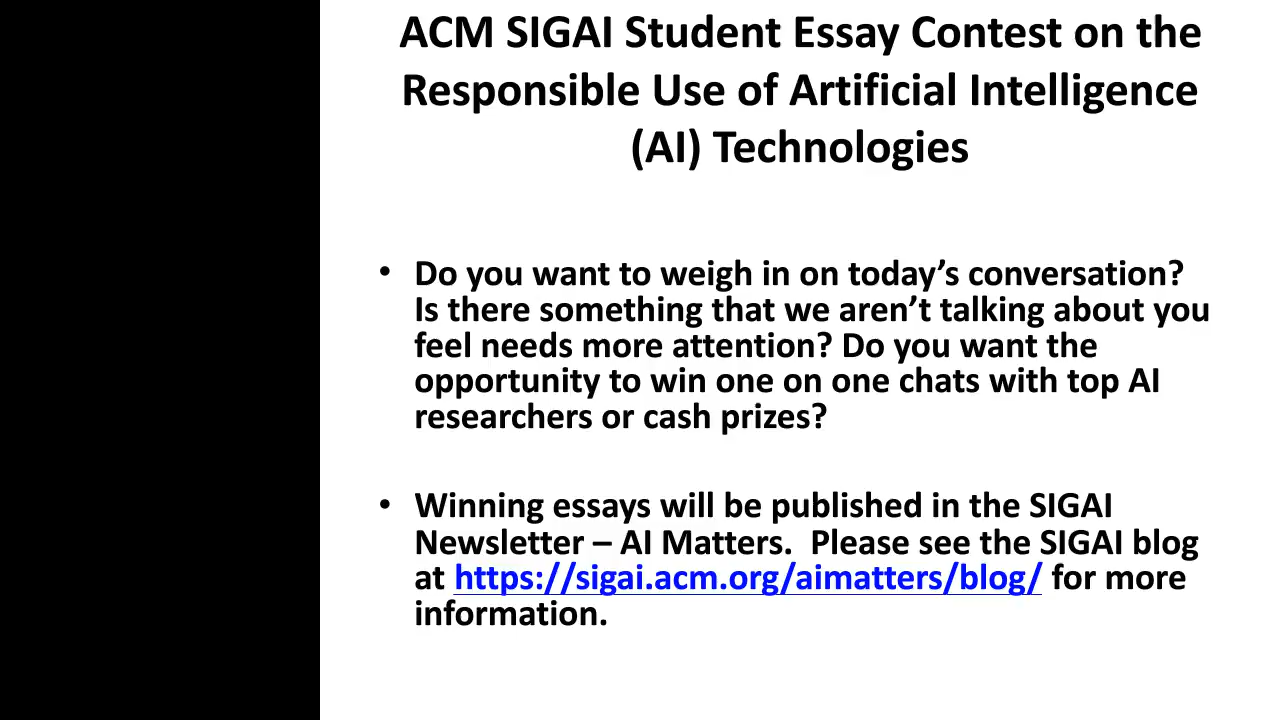 ACM SIGAI Student Essay Contest on the
Responsible Use of Artificial Intelligence
(AI) Technologies
• Do you want to weigh in on today’s conversation?
Is there something that we aren’t talking about you
feel needs more attention? Do you want the
opportunity to win one on one chats with top AI
researchers or cash prizes?
• Winning essays will be published in the SIGAI
Newsletter – AI Matters.  Please see the SIGAI blog
at https://sigai.acm.org/aimatters/blog/ for more
information.